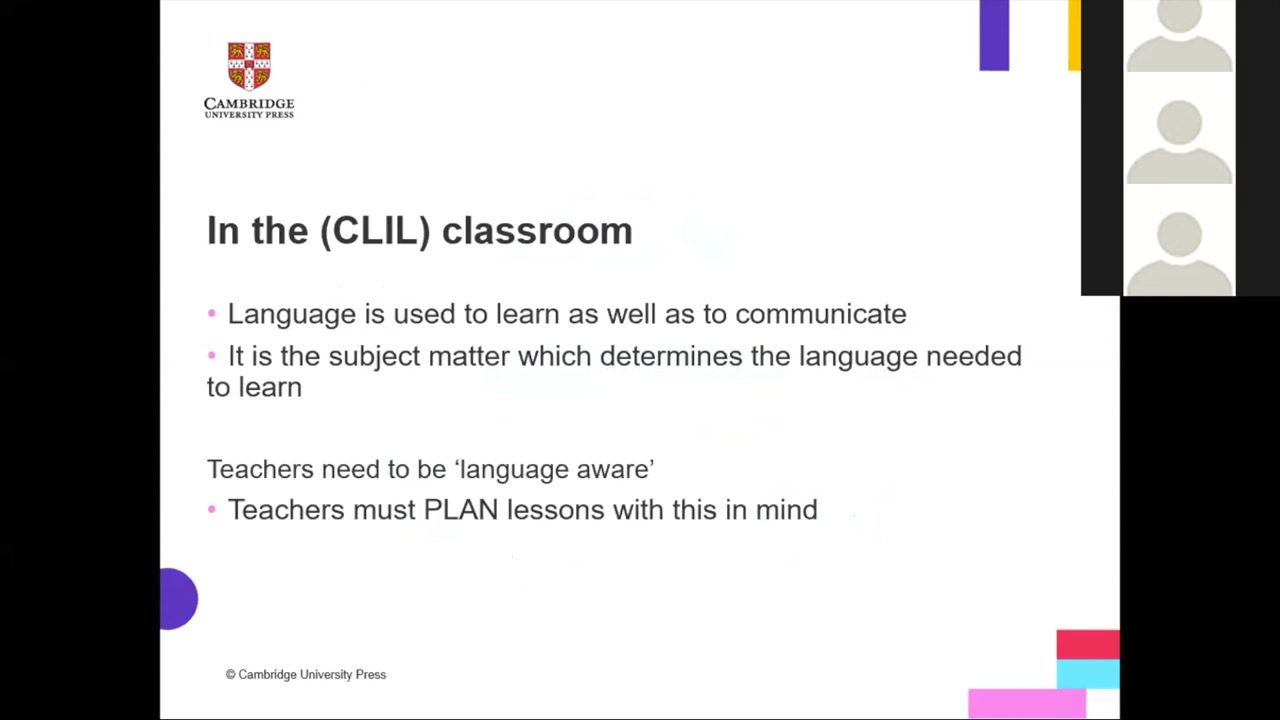 CAMBRIDGE
UNIVERSITY PRESS
In the (CLIL) classroom
• Language is used to learn as well as to communicate
• It is the subject matter which determines the language needed
to learn
Teachers need to be ‘language aware’
• Teachers must PLAN lessons with this in mind
© Cambridge University Press